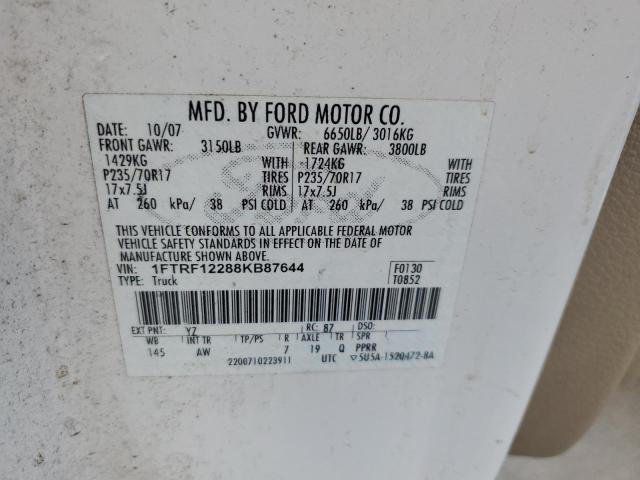 MFD. BY FORD MOTOR CO.
DATE: 10/07 GVWR: 6650LB/ 3016KG
FRONT GAWR: 3150LB REAR GAWR: 3800LB
1429KG WITH 1724KG WITH
P235/70R17 TIRES P235/70R17 TIRES
17x7.5J RIMS 17x7.5J RIMS
AT 260 kPa/ 38 PSI COLD AT 260 kPa/ 38 PSI COLD
THIS VEHICLE CONFORMS TO ALL APPLICABLE FEDERAL MOTOR
VEHICLE SAFETY STANDARDS IN EFFECT ON THE DATE OF
MANUFACTURE SHOWN ABOVE.
VIN: 1FTRF12288KB87644 F0130
TYPE: Truck T0852
EXT PNT: YZ RC: 87 DSO:
WB INT TR TP/PS R AXLE TR SPR
145 AW 7 19 Q PPRR
2200710223911 UTC 5U5A-1520472-BA
Ford